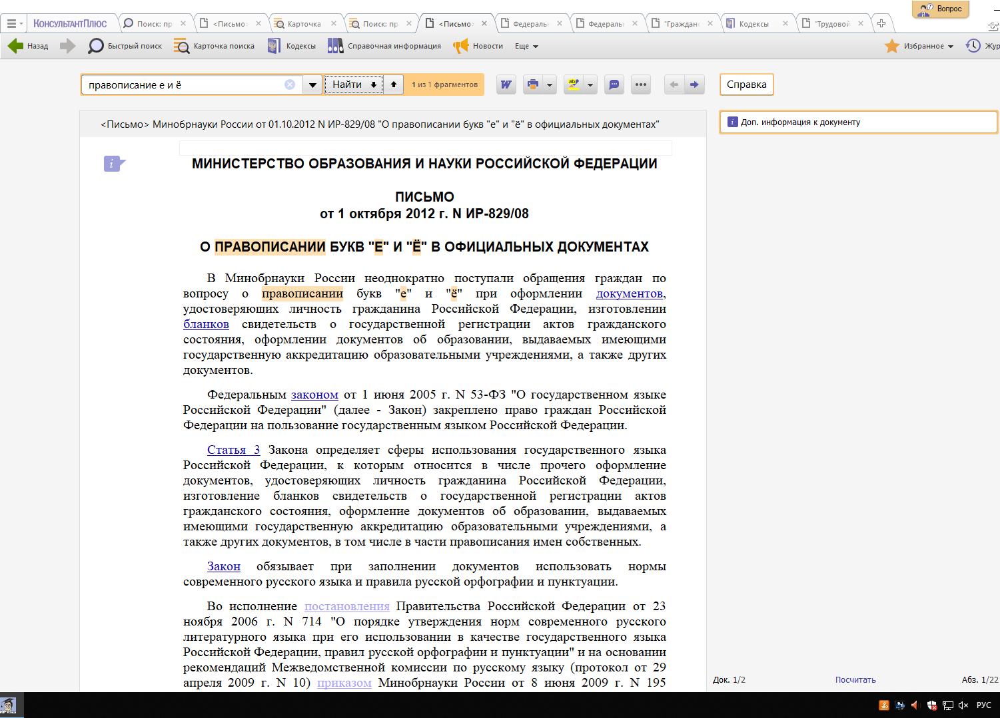 Вопрос
КонсультантПлюс
Поиск: пр
<Письмо>
Карточка
Поиск: пр
<Письмо>
Федераль
Федераль
"Гражданс
Кодексы
"Трудовой
Назад
Быстрый поиск
Карточка поиска
Кодексы
Справочная информация
Новости
Еще
Избранное
Жур
правописание е и ё
Найти
1 из 1 фрагментов
Справка
<Письмо> Минобрнауки России от 01.10.2012 N ИР-829/08 "О правописании букв "е" и "ё" в официальных документах"
Доп. информация к документу
МИНИСТЕРСТВО ОБРАЗОВАНИЯ И НАУКИ РОССИЙСКОЙ ФЕДЕРАЦИИ
ПИСЬМО
от 1 октября 2012 г. N ИР-829/08
О ПРАВОПИСАНИИ БУКВ "Е" И "Ё" В ОФИЦИАЛЬНЫХ ДОКУМЕНТАХ
В Минобрнауки России неоднократно поступали обращения граждан по
вопросу о правописании букв "е" и "ё" при оформлении документов,
удостоверяющих личность гражданина Российской Федерации, изготовлении
бланков свидетельств о государственной регистрации актов гражданского
состояния, оформлении документов об образовании, выдаваемых имеющими
государственную аккредитацию образовательными учреждениями, а также других
документов.
Федеральным законом от 1 июня 2005 г. N 53-ФЗ "О государственном языке
Российской Федерации" (далее - Закон) закреплено право граждан Российской
Федерации на пользование государственным языком Российской Федерации.
Статья 3 Закона определяет сферы использования государственного языка
Российской Федерации, к которым относится в числе прочего оформление
документов, удостоверяющих личность гражданина Российской Федерации,
изготовление бланков свидетельств о государственной регистрации актов
гражданского состояния, оформление документов об образовании, выдаваемых
имеющими государственную аккредитацию образовательными учреждениями, а
также других документов, в том числе в части правописания имен собственных.
Закон обязывает при заполнении документов использовать нормы
современного русского языка и правила русской орфографии и пунктуации.
Во исполнение постановления Правительства Российской Федерации от 23
ноября 2006 г. N 714 "О порядке утверждения норм современного русского
литературного языка при его использовании в качестве государственного языка
Российской Федерации, правил русской орфографии и пунктуации" и на основании
рекомендаций Межведомственной комиссии по русскому языку (протокол от 29
апреля 2009 г. N 10) приказом Минобрнауки России от 8 июня 2009 г. N 195
Док. 1/2
Посчитать
Абз. 1/22
РУС